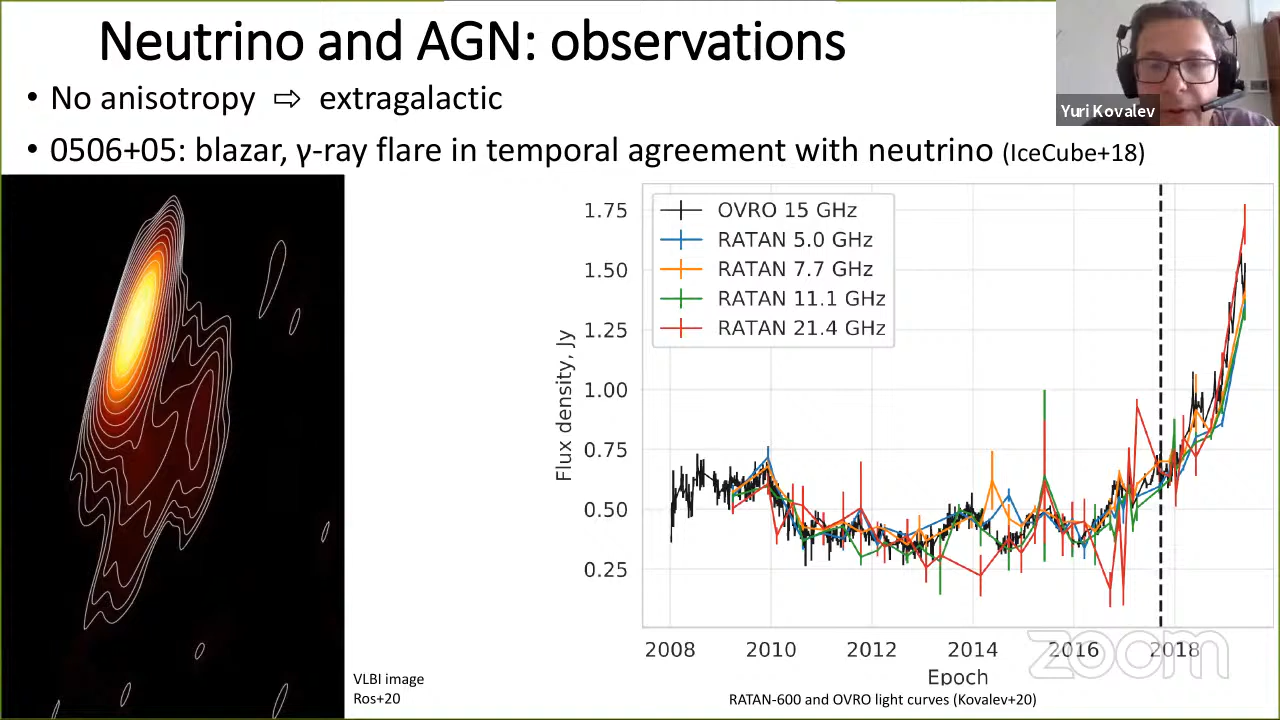 Neutrino and AGN: observations
• No anisotropy ⇨ extragalactic
• 0506+05: blazar, γ-ray flare in temporal agreement with neutrino (IceCube+18)
Yuri Kovalev
OVRO 15 GHz
RATAN 5.0 GHz
RATAN 7.7 GHz
RATAN 11.1 GHz
RATAN 21.4 GHz
Flux density, Jy
1.75
1.50
1.25
1.00
0.75
0.50
0.25
2008 2010 2012 2014 2016 2018
Epoch
zoom
VLBI image
Ros+20
RATAN-600 and OVRO light curves (Kovalev+20)